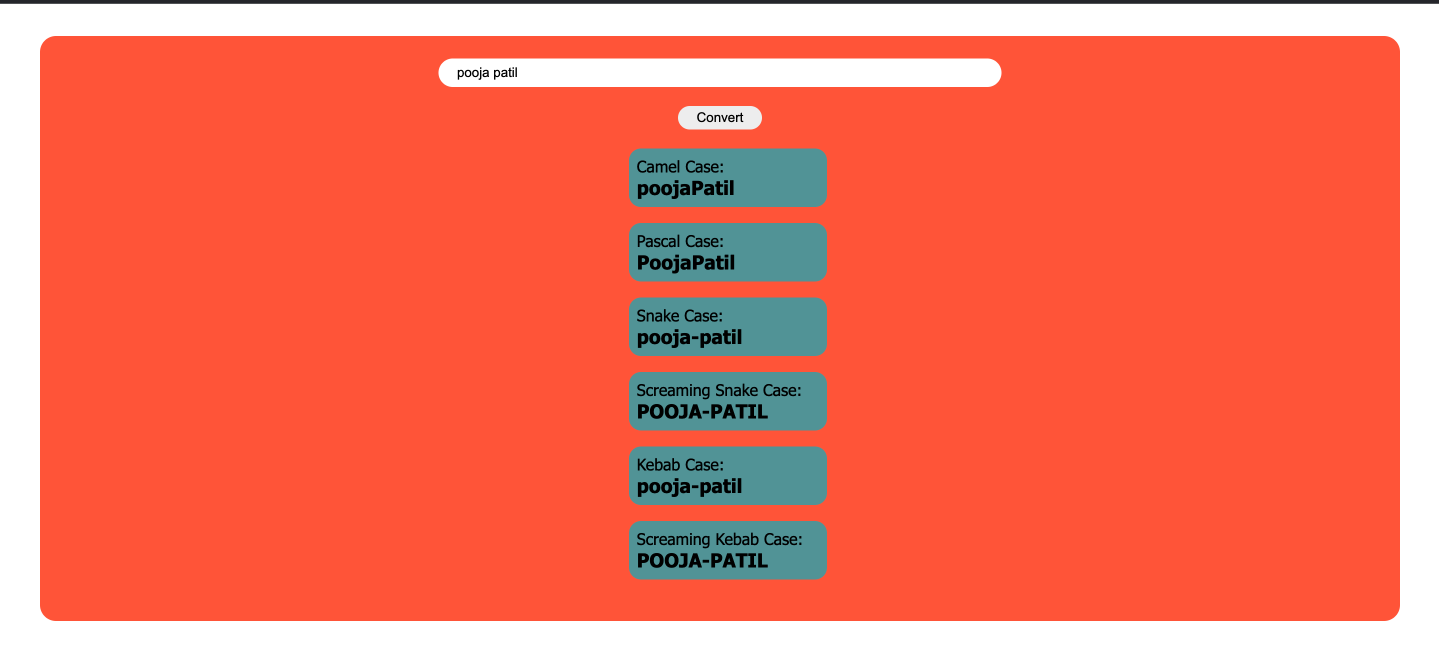 pooja patil
Convert
Camel Case:
poojaPatil
Pascal Case:
PoojaPatil
Snake Case:
pooja-patil
Screaming Snake Case:
POOJA-PATIL
Kebab Case:
pooja-patil
Screaming Kebab Case:
POOJA-PATIL